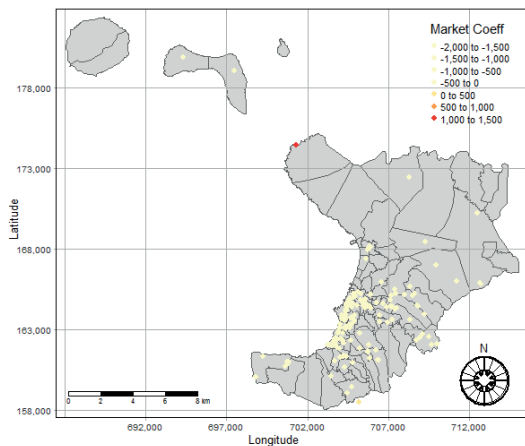 Market Coeff
-2,000 to -1,500
-1,500 to -1,000
-1,000 to -500
-500 to 0
0 to 500
500 to 1,000
1,000 to 1,500
178,000
173,000
168,000
163,000
158,000
Latitude
N
0 2 4 6 8 km
692,000 697,000 702,000 707,000 712,000
Longitude